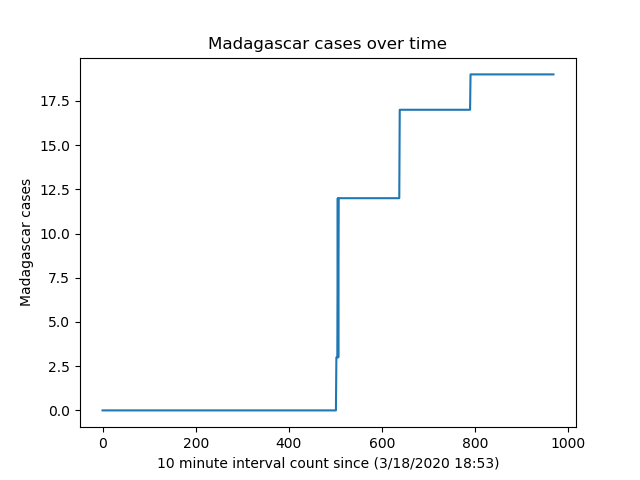 Madagascar cases over time
17.5
15.0
12.5
10.0
7.5
5.0
2.5
0.0
Madagascar cases
0 200 400 600 800 1000
10 minute interval count since (3/18/2020 18:53)